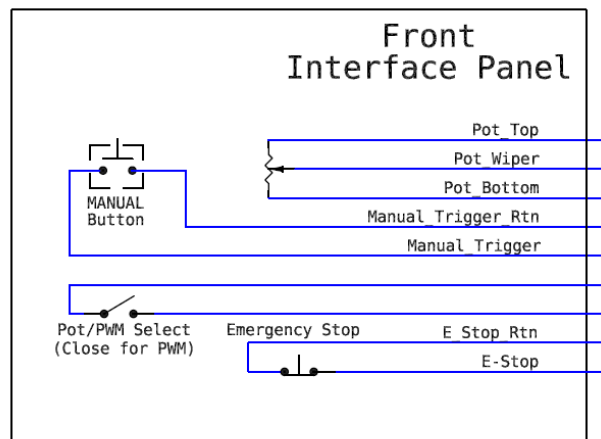 Front
Interface Panel
Pot_Top
Pot_Wiper
Pot_Bottom
Manual_Trigger_Rtn
Manual_Trigger
MANUAL
Button
Pot/PWM Select
(Close for PWM)
Emergency Stop
E_Stop_Rtn
E-Stop